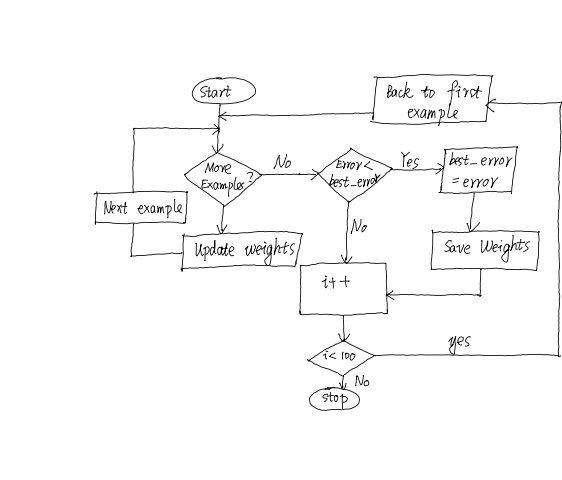 Start
Back to first
example
More
Examples?
No
Error<
best_error
Yes
best_error
= error
Next example
Update weights
No
Save Weights
i++
i < 100
yes
No
stop